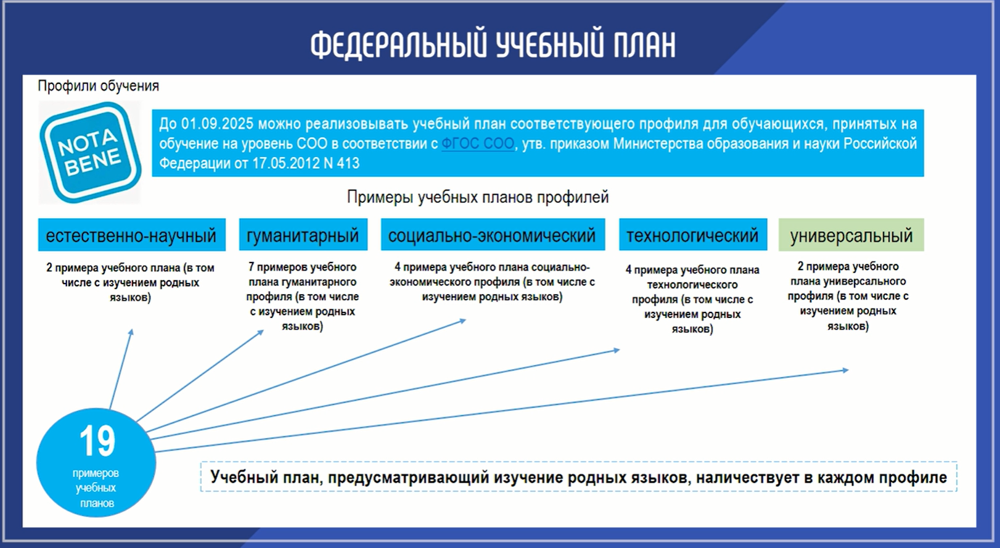 ФЕДЕРАЛЬНЫЙ УЧЕБНЫЙ ПЛАН
Профили обучения
NOTA
BENE
До 01.09.2025 можно реализовывать учебный план соответствующего профиля для обучающихся, принятых на
обучение на уровень СОО в соответствии с ФГОС СОО, утв. приказом Министерства образования и науки Российской
Федерации от 17.05.2012 N 413
Примеры учебных планов профилей
естественно-научный
2 примера учебного плана (в том
числе с изучением родных
языков)
гуманитарный
7 примеров учебного
плана гуманитарного
профиля (в том числе
с изучением родных
языков)
социально-экономический
4 примера учебного плана социально-
экономического профиля (в том числе с
изучением родных языков)
технологический
4 примера учебного плана
технологического
профиля (в том числе с
изучением родных
языков)
универсальный
2 примера учебного
плана универсального
профиля (в том числе с
изучением родных
языков)
19
примеров
учебных
планов
Учебный план, предусматривающий изучение родных языков, наличествует в каждом профиле